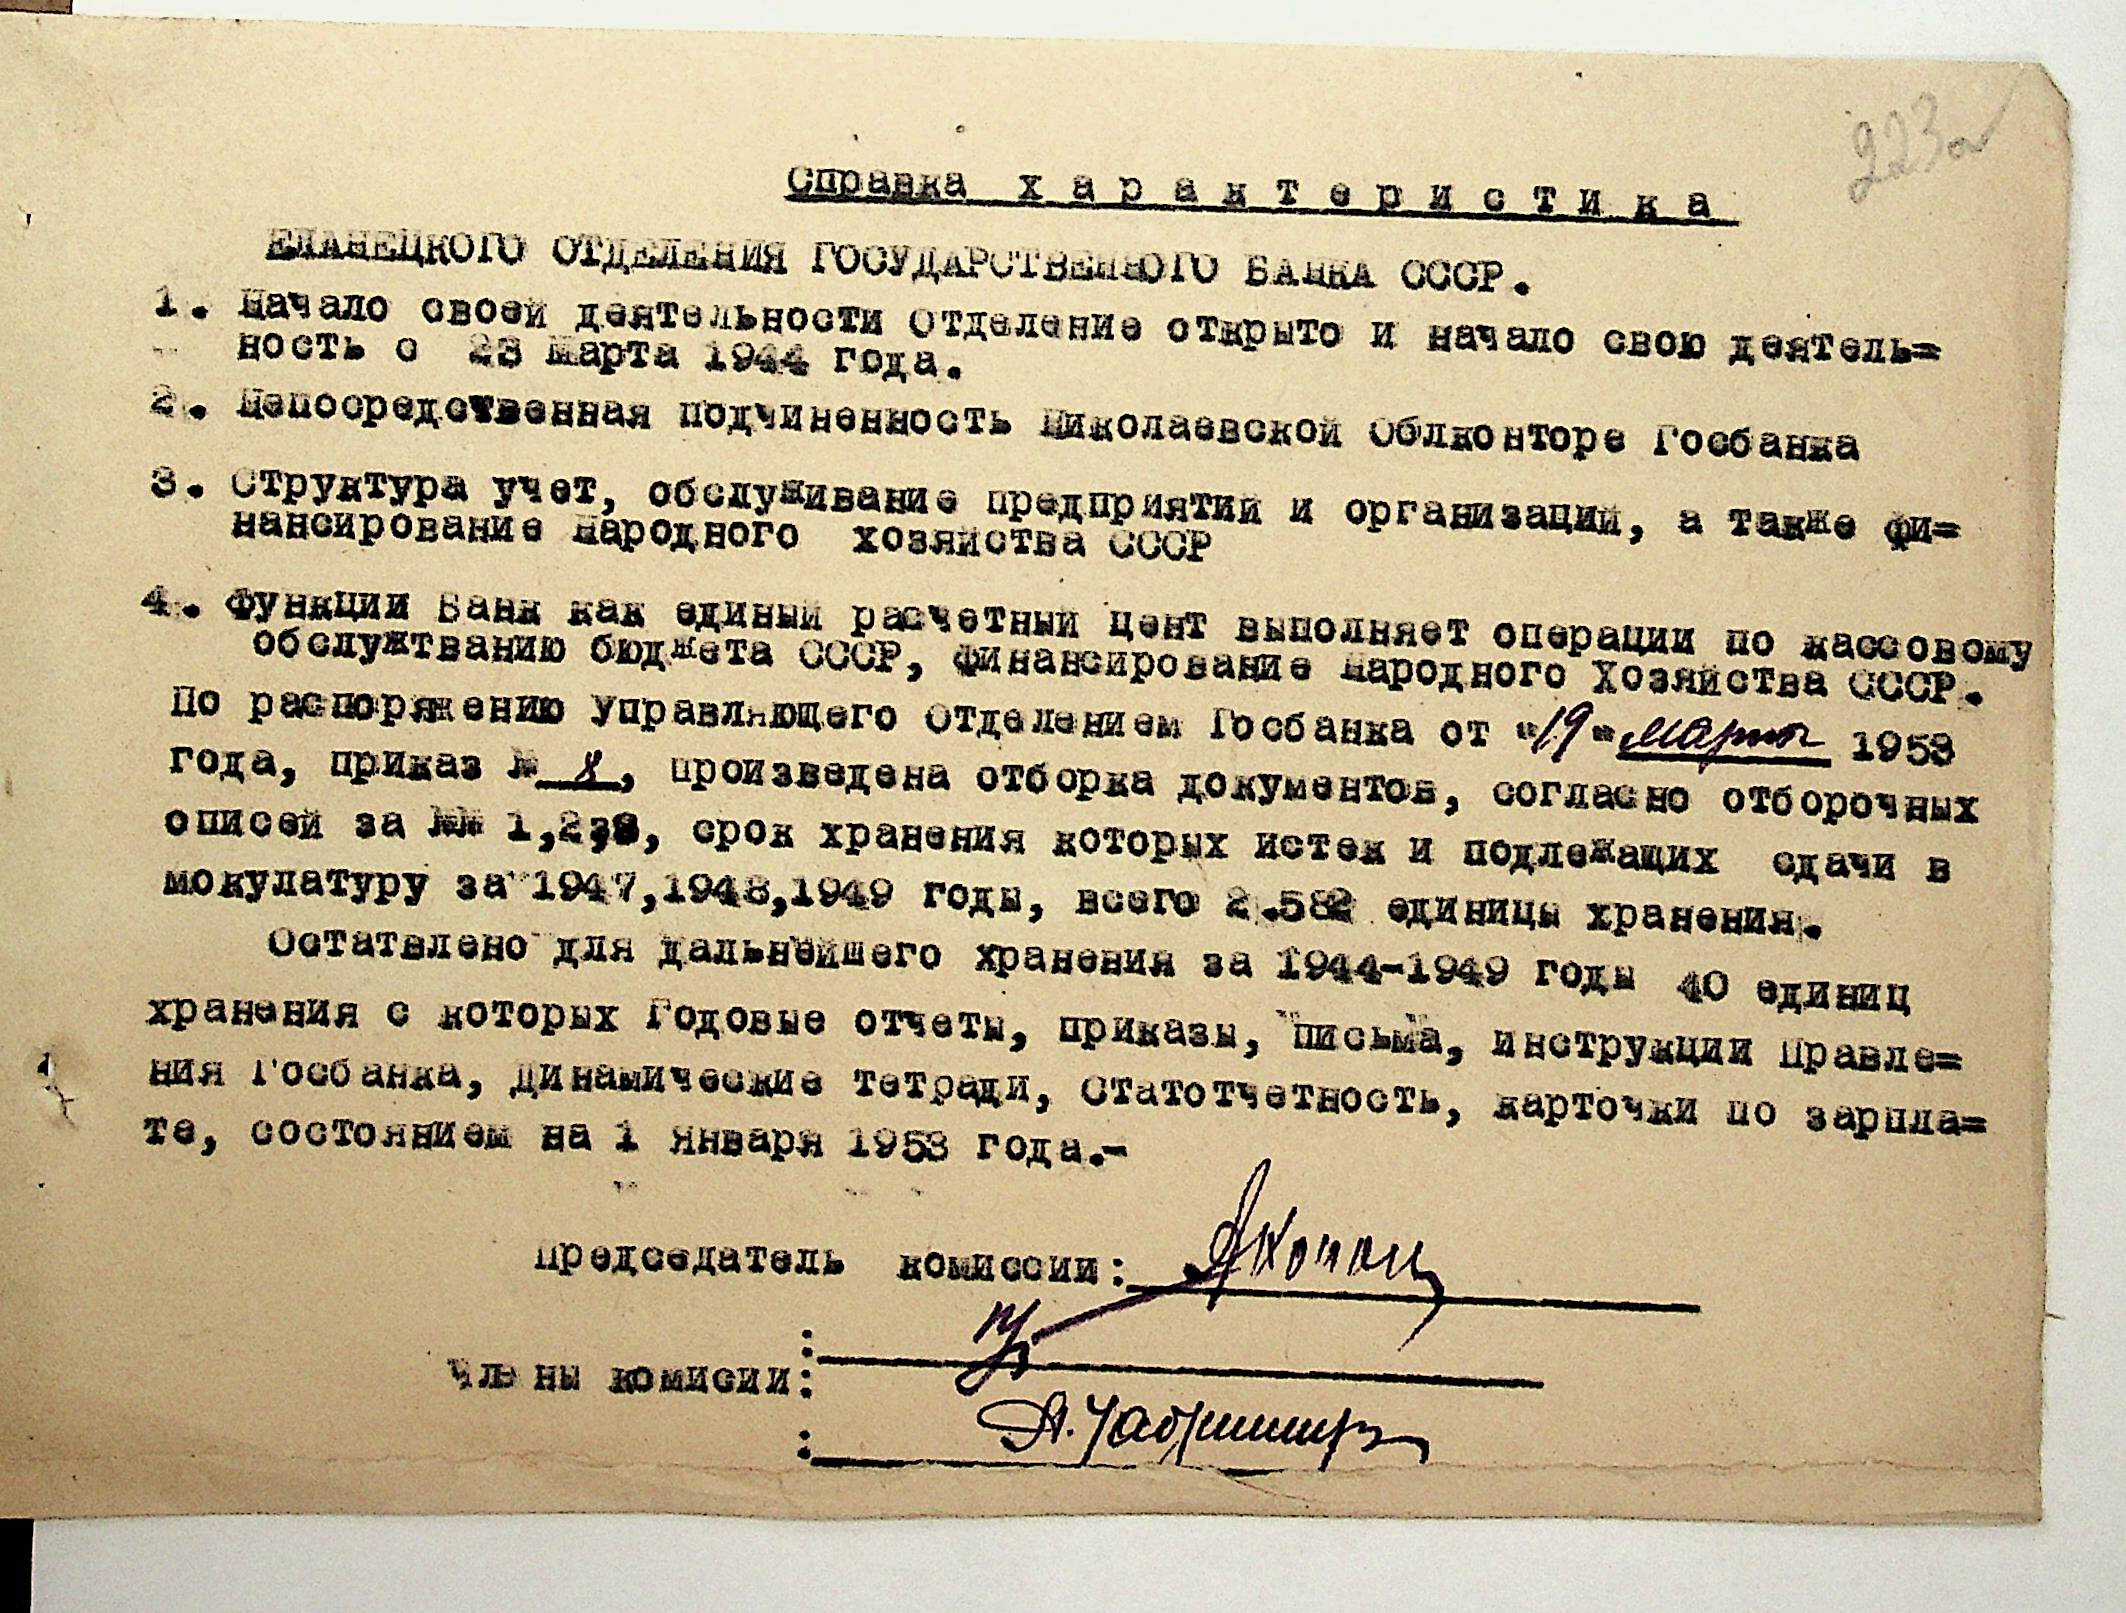 223а
Справка х а р а к т е р и с т и к а
ЕЛАНЕЦКОГО ОТДЕЛЕНИЯ ГОСУДАРСТВЕННОГО БАНКА СССР.
1. Начало своей деятельности Отделение открыто и начало свою деятель=
ность с 23 Марта 1944 года.
2. Непосредственная подчиненность Николаевской Облконторе Госбанка
3. Структура учет, обслуживание предприятий и организаций, а также фи=
нансирование Народного хозяйства СССР
4. Функции Банк как единый расчетный цент выполняет операции по кассовому
обслужтванию бюджета СССР, финансирование Народного Хозяйства СССР.
По распоряжению управляющего Отделением Госбанка от "19" марта 1953
года, приказ № 8, произведена отборка документов, согласно отборочных
описей за №№ 1,2,3, срок хранения которых истек и подлежащих сдачи в
мокулатуру за 1947,1948,1949 годы, всего 2.582 единицы хранения.
Остатвлено для дальнейшего хранения за 1944-1949 годы 40 единиц
хранения с которых Годовые отчеты, приказы, письма, инструкции Правле=
ния Госбанка, динамические тетради, Статотчетность, карточки по зарпла=
те, состоянием на 1 января 1953 года.-
Председатель комиссии:
Члены комисии: